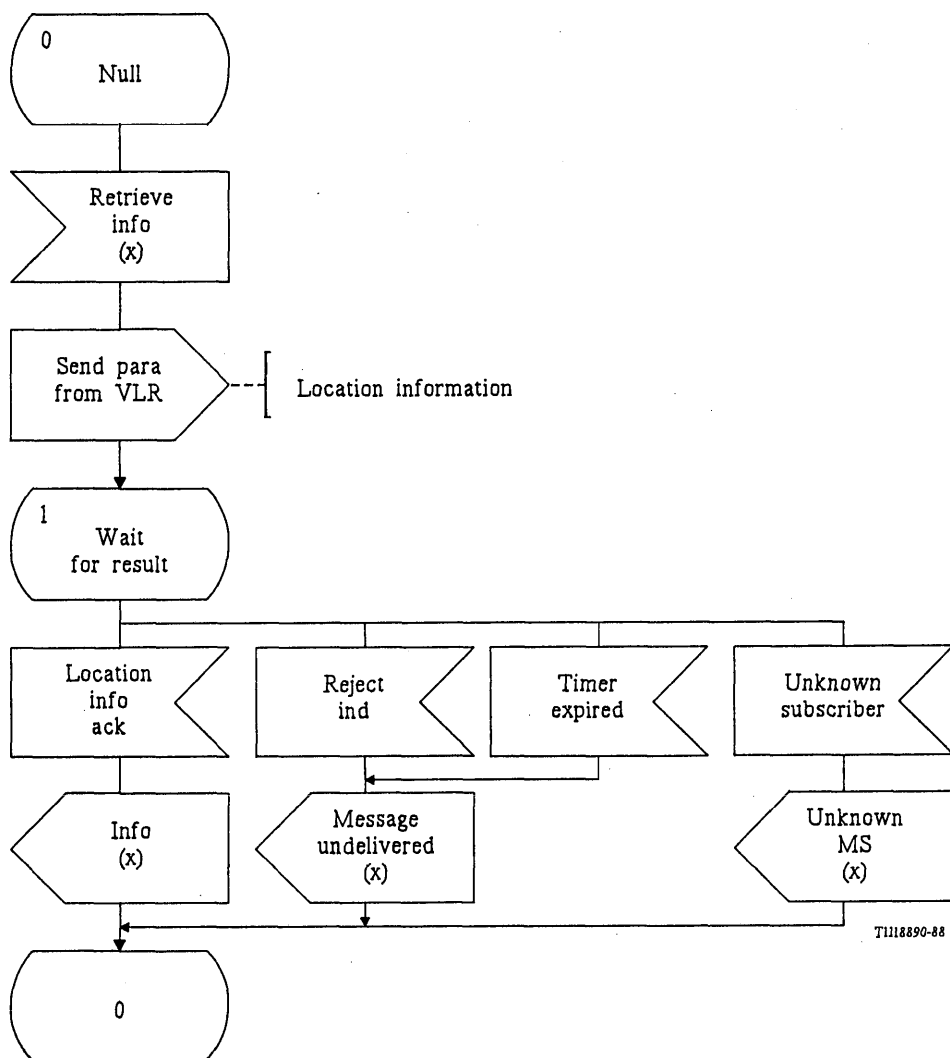 0
Null
Retrieve
info
(x)
Send para
from VLR
Location information
1
Wait
for result
Location
info
ack
Reject
ind
Timer
expired
Unknown
subscriber
Info
(x)
Message
undelivered
(x)
Unknown
MS
(x)
T1118890-88
0